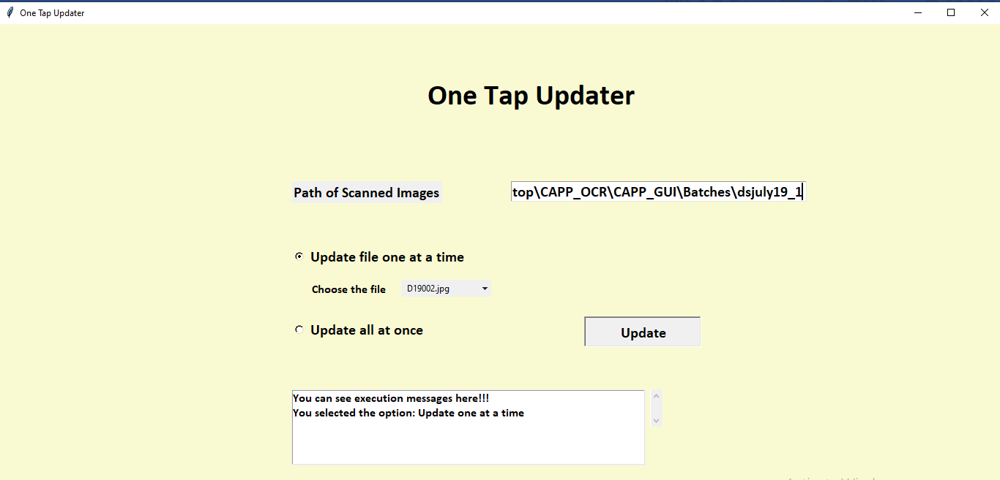 One Tap Updater
One Tap Updater
Path of Scanned Images
top\CAPP_OCR\CAPP_GUI\Batches\dsjuly19_1
Update file one at a time
Choose the file
D19002.jpg
Update all at once
Update
You can see execution messages here!!!
You selected the option: Update one at a time